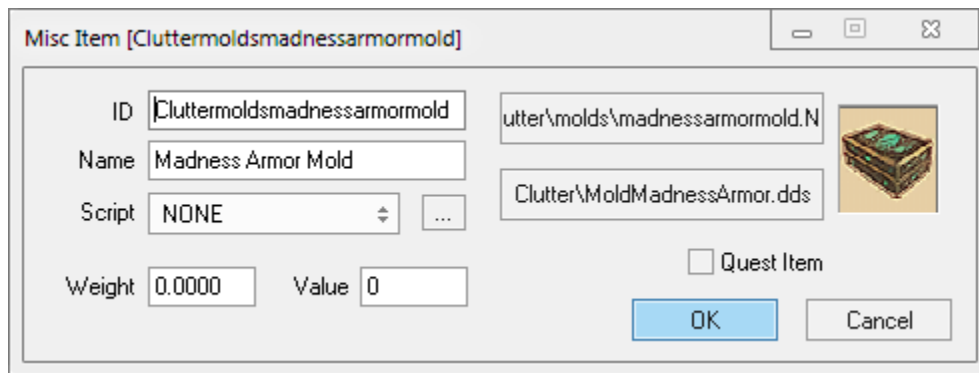 Misc Item [Cluttermoldsmadnessarmormold]
ID Cluttermoldsmadnessarmormold
utter\molds\madnessarmormold.N
Name Madness Armor Mold
Clutter\MoldMadnessArmor.dds
Script NONE ...
Quest Item
Weight 0.0000 Value 0
OK Cancel